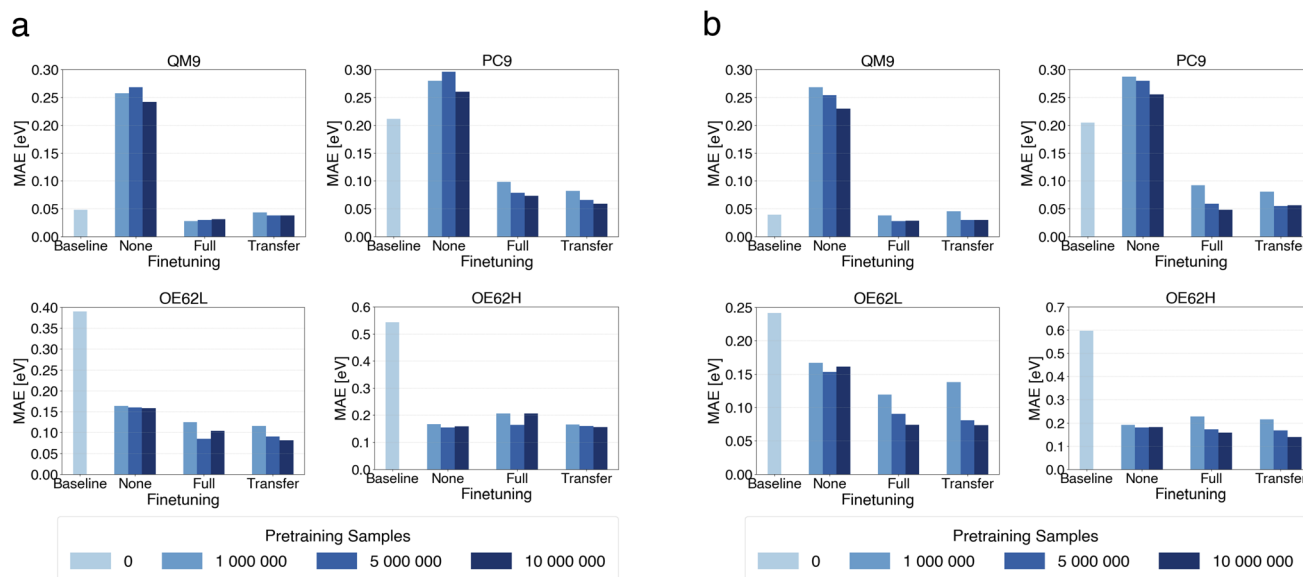 a
QM9
0.30
0.25
0.20
0.15
0.10
0.05
0.00
MAE [eV]
Baseline None Full Transfer
Finetuning
PC9
0.30
0.25
0.20
0.15
0.10
0.05
0.00
MAE [eV]
Baseline None Full Transfer
Finetuning
OE62L
0.40
0.35
0.30
0.25
0.20
0.15
0.10
0.05
0.00
MAE [eV]
Baseline None Full Transfer
Finetuning
OE62H
0.6
0.5
0.4
0.3
0.2
0.1
0.0
MAE [eV]
Baseline None Full Transfer
Finetuning
Pretraining Samples
0 1 000 000 5 000 000 10 000 000
b
QM9
0.30
0.25
0.20
0.15
0.10
0.05
0.00
MAE [eV]
Baseline None Full Transfer
Finetuning
PC9
0.30
0.25
0.20
0.15
0.10
0.05
0.00
MAE [eV]
Baseline None Full Transfer
Finetuning
OE62L
0.25
0.20
0.15
0.10
0.05
0.00
MAE [eV]
Baseline None Full Transfer
Finetuning
OE62H
0.7
0.6
0.5
0.4
0.3
0.2
0.1
0.0
MAE [eV]
Baseline None Full Transfer
Finetuning
Pretraining Samples
0 1 000 000 5 000 000 10 000 000